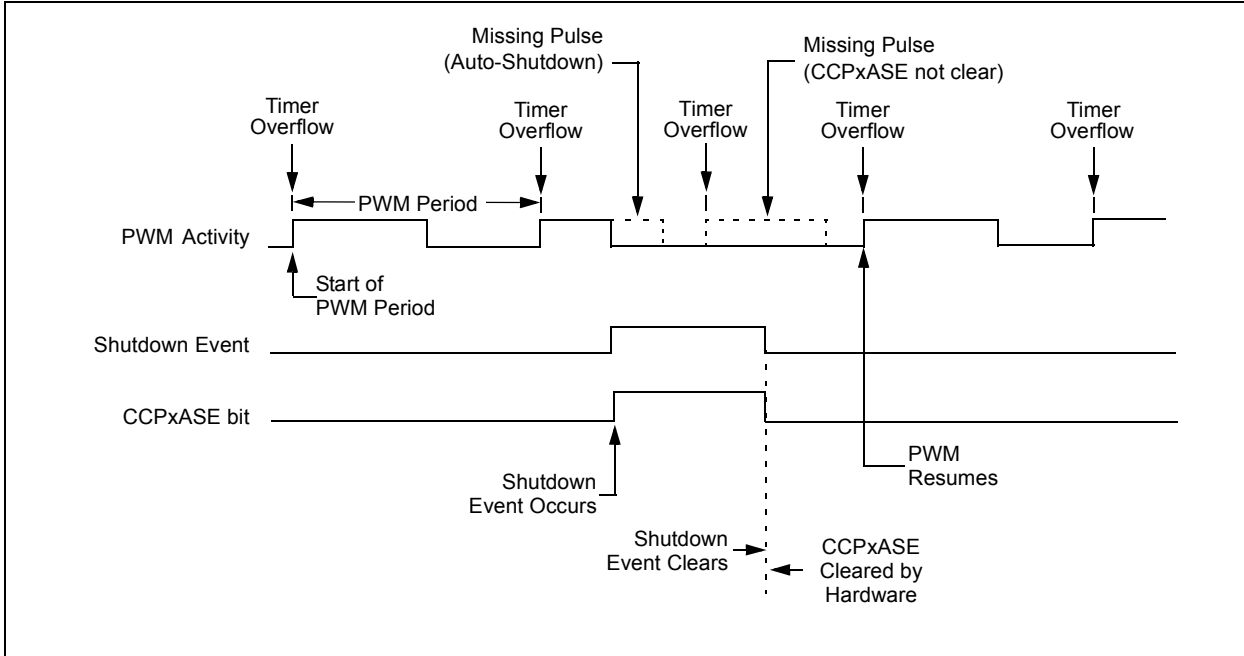 Missing Pulse
(Auto-Shutdown)
Missing Pulse
(CCPxASE not clear)
Timer
Overflow
Timer
Overflow
Timer
Overflow
Timer
Overflow
Timer
Overflow
PWM Period
PWM Activity
Start of
PWM Period
Shutdown Event
CCPxASE bit
Shutdown
Event Occurs
PWM
Resumes
Shutdown
Event Clears
CCPxASE
Cleared by
Hardware